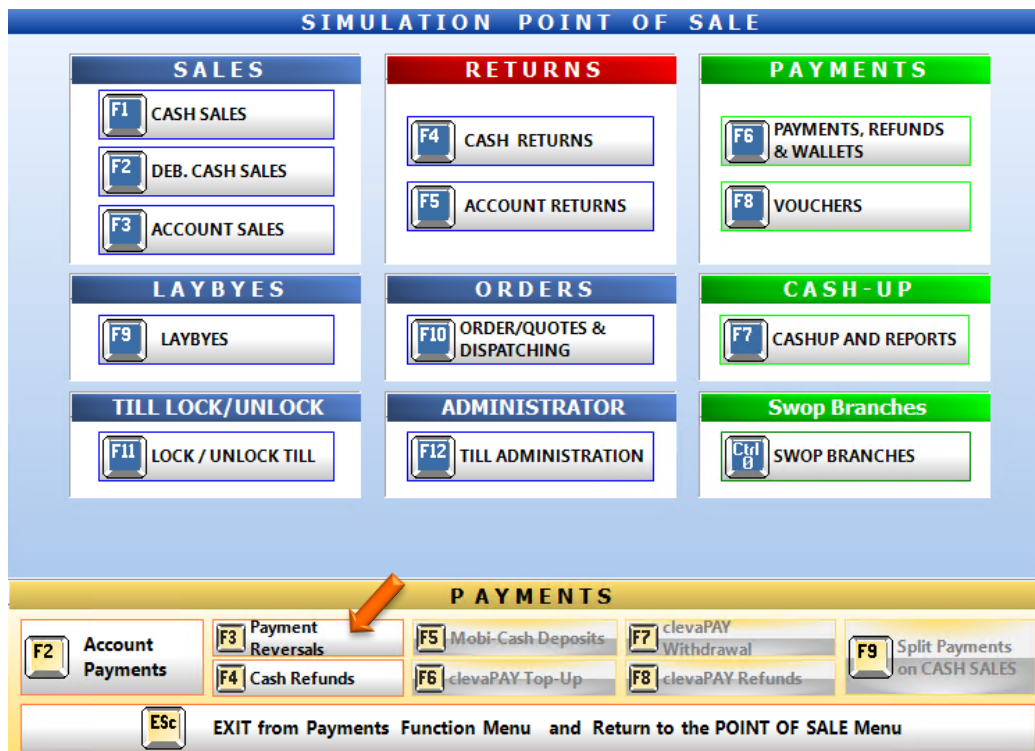 SIMULATION POINT OF SALE
SALES
F1 CASH SALES
F2 DEB. CASH SALES
F3 ACCOUNT SALES
RETURNS
F4 CASH RETURNS
F5 ACCOUNT RETURNS
PAYMENTS
F6 PAYMENTS, REFUNDS
& WALLETS
F8 VOUCHERS
LAYBYES
F9 LAYBYES
ORDERS
F10 ORDER/QUOTES &
DISPATCHING
CASH-UP
F7 CASHUP AND REPORTS
TILL LOCK/UNLOCK
F11 LOCK / UNLOCK TILL
ADMINISTRATOR
F12 TILL ADMINISTRATION
Swop Branches
Ctrl
0
SWOP BRANCHES
PAYMENTS
F2 Account
Payments
F3 Payment
Reversals
F4 Cash Refunds
F5 Mobi-Cash Deposits
F6 clevaPAY Top-Up
F7 clevaPAY
Withdrawal
F8 clevaPAY Refunds
F9 Split Payments
on CASH SALES
ESc EXIT from Payments Function Menu and Return to the POINT OF SALE Menu